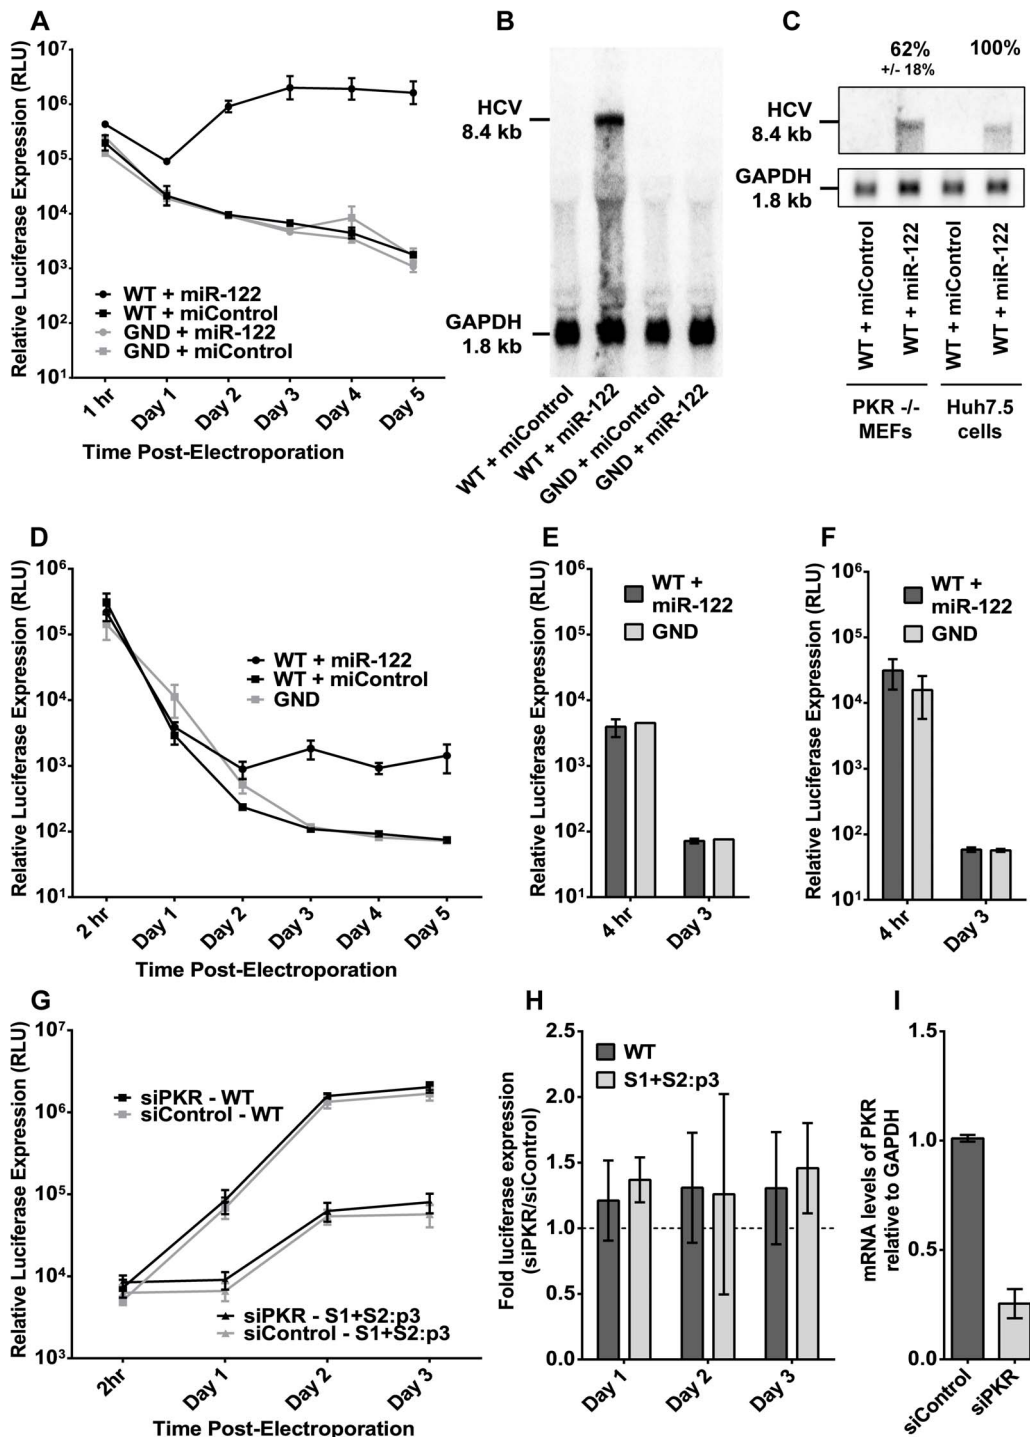 A
Relative Luciferase Expression (RLU)
10⁷
10⁶
10⁵
10⁴
10³
10²
10¹
WT + miR-122
WT + miControl
GND + miR-122
GND + miControl
1 hr
Day 1
Day 2
Day 3
Day 4
Day 5
Time Post-Electroporation
B
HCV
8.4 kb
GAPDH
1.8 kb
WT + miControl
WT + miR-122
GND + miControl
GND + miR-122
C
62%
+/- 18%
100%
HCV
8.4 kb
GAPDH
1.8 kb
WT + miControl
WT + miR-122
WT + miControl
WT + miR-122
PKR -/-
MEFs
Huh7.5
cells
D
Relative Luciferase Expression (RLU)
10⁶
10⁵
10⁴
10³
10²
10¹
WT + miR-122
WT + miControl
GND
2 hr
Day 1
Day 2
Day 3
Day 4
Day 5
Time Post-Electroporation
E
Relative Luciferase Expression (RLU)
10⁶
10⁵
10⁴
10³
10²
10¹
WT +
miR-122
GND
4 hr
Day 3
F
Relative Luciferase Expression (RLU)
10⁶
10⁵
10⁴
10³
10²
10¹
WT +
miR-122
GND
4 hr
Day 3
G
Relative Luciferase Expression (RLU)
10⁷
10⁶
10⁵
10⁴
10³
siPKR - WT
siControl - WT
siPKR - S1+S2:p3
siControl - S1+S2:p3
2hr
Day 1
Day 2
Day 3
Time Post-Electroporation
H
Fold luciferase expression
(siPKR/siControl)
2.5
2.0
1.5
1.0
0.5
0.0
WT
S1+S2:p3
Day 1
Day 2
Day 3
I
mRNA levels of PKR
relative to GAPDH
1.5
1.0
0.5
0.0
siControl
siPKR